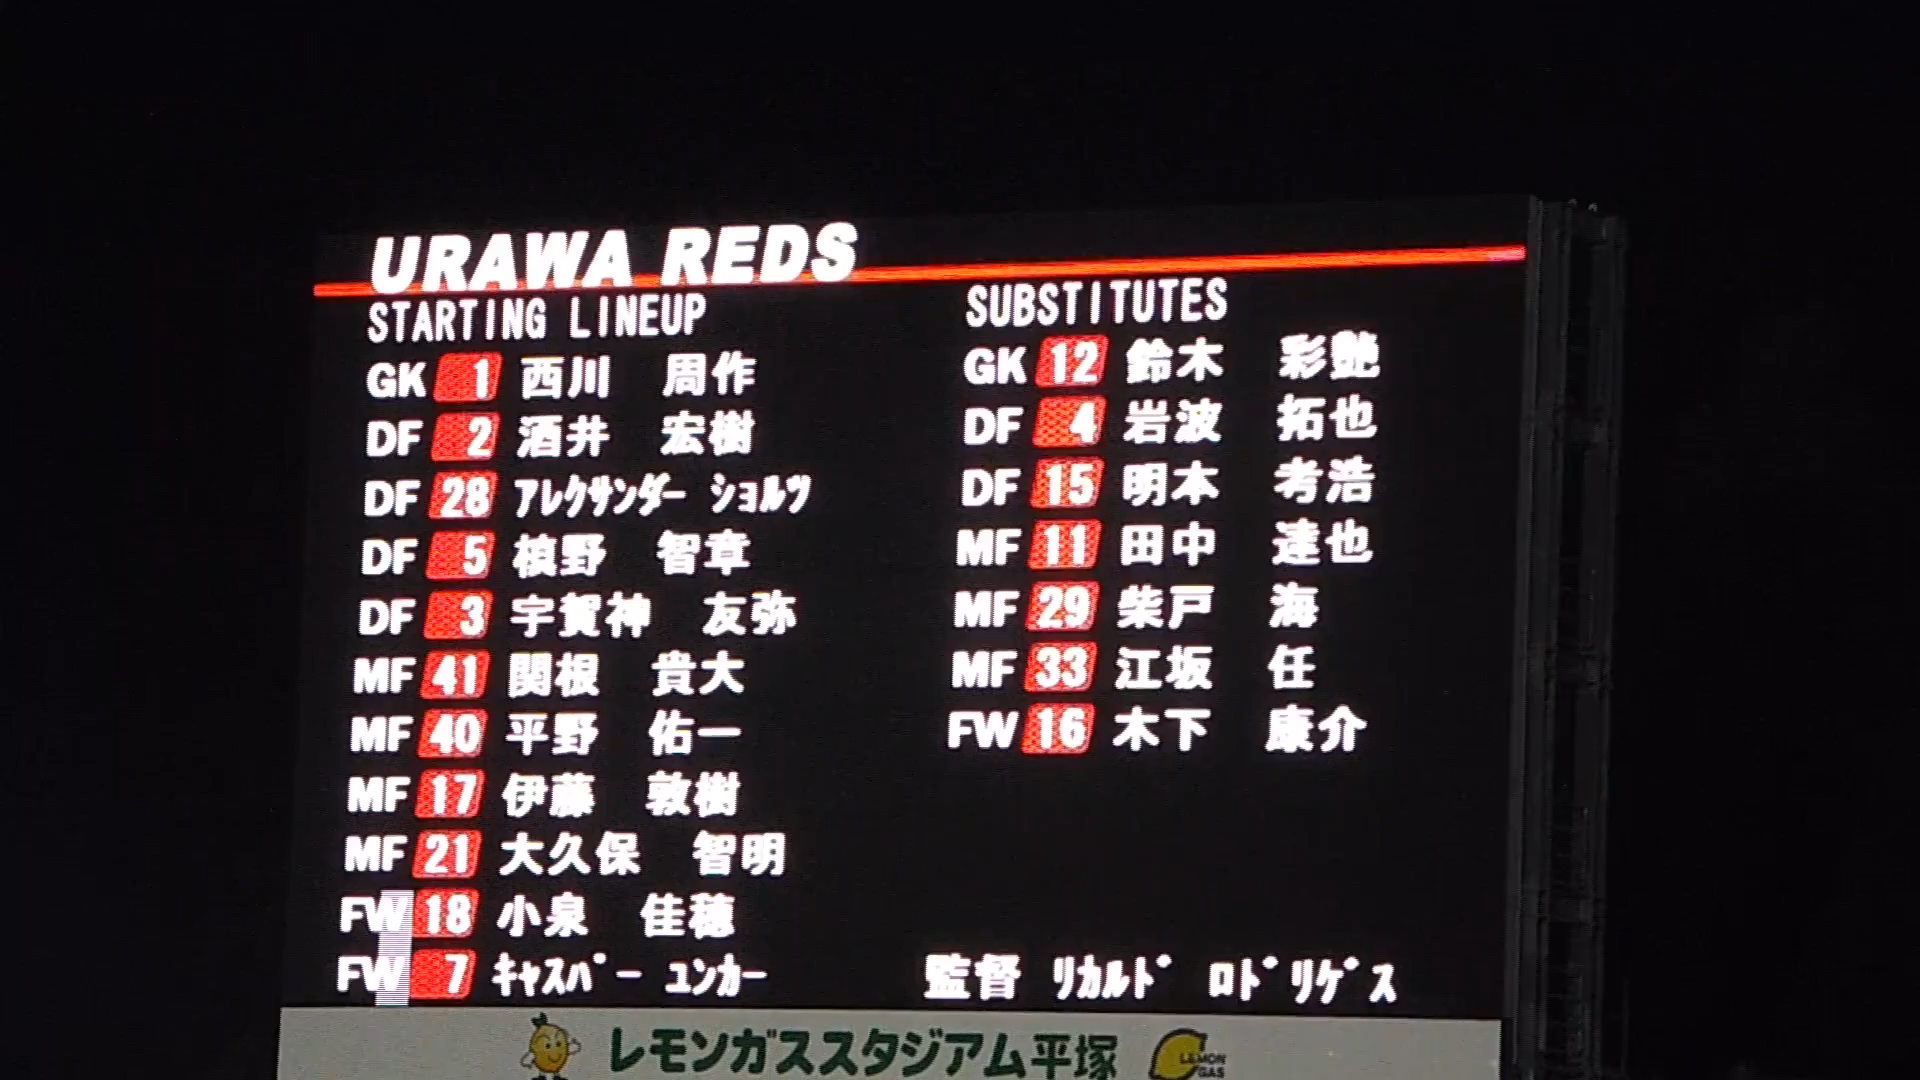 URAWA REDS
STARTING LINEUP
GK 1 西川 周作
DF 2 酒井 宏樹
DF 28 ｱﾚｸｻﾝﾀﾞｰ ｼｮﾙﾂ
DF 5 槙野 智章
DF 3 宇賀神 友弥
MF 41 関根 貴大
MF 40 平野 佑一
MF 17 伊藤 敦樹
MF 21 大久保 智明
FW 18 小泉 佳穂
FW 7 ｷｬｽﾊﾟｰ ﾕﾝｶｰ
SUBSTITUTES
GK 12 鈴木 彩艶
DF 4 岩波 拓也
DF 15 明本 考浩
MF 11 田中 達也
MF 29 柴戸 海
MF 33 江坂 任
FW 16 木下 康介
監督 ﾘｶﾙﾄﾞ ﾛﾄﾞﾘｹﾞｽ
レモンガススタジアム平塚
LEMON GAS